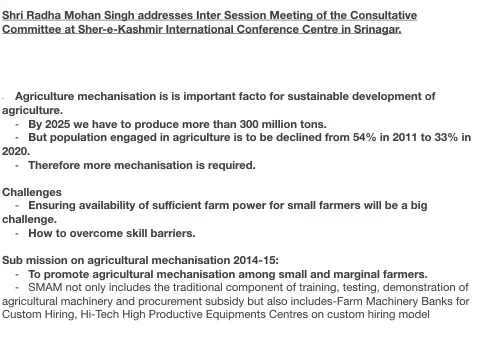 Shri Radha Mohan Singh addresses Inter Session Meeting of the Consultative
Committee at Sher-e-Kashmir International Conference Centre in Srinagar.
- Agriculture mechanisation is is important facto for sustainable development of
agriculture.
- By 2025 we have to produce more than 300 million tons.
- But population engaged in agriculture is to be declined from 54% in 2011 to 33% in
2020.
- Therefore more mechanisation is required.
Challenges
- Ensuring availability of sufficient farm power for small farmers will be a big
challenge.
- How to overcome skill barriers.
Sub mission on agricultural mechanisation 2014-15:
- To promote agricultural mechanisation among small and marginal farmers.
- SMAM not only includes the traditional component of training, testing, demonstration of
agricultural machinery and procurement subsidy but also includes-Farm Machinery Banks for
Custom Hiring, Hi-Tech High Productive Equipments Centres on custom hiring model